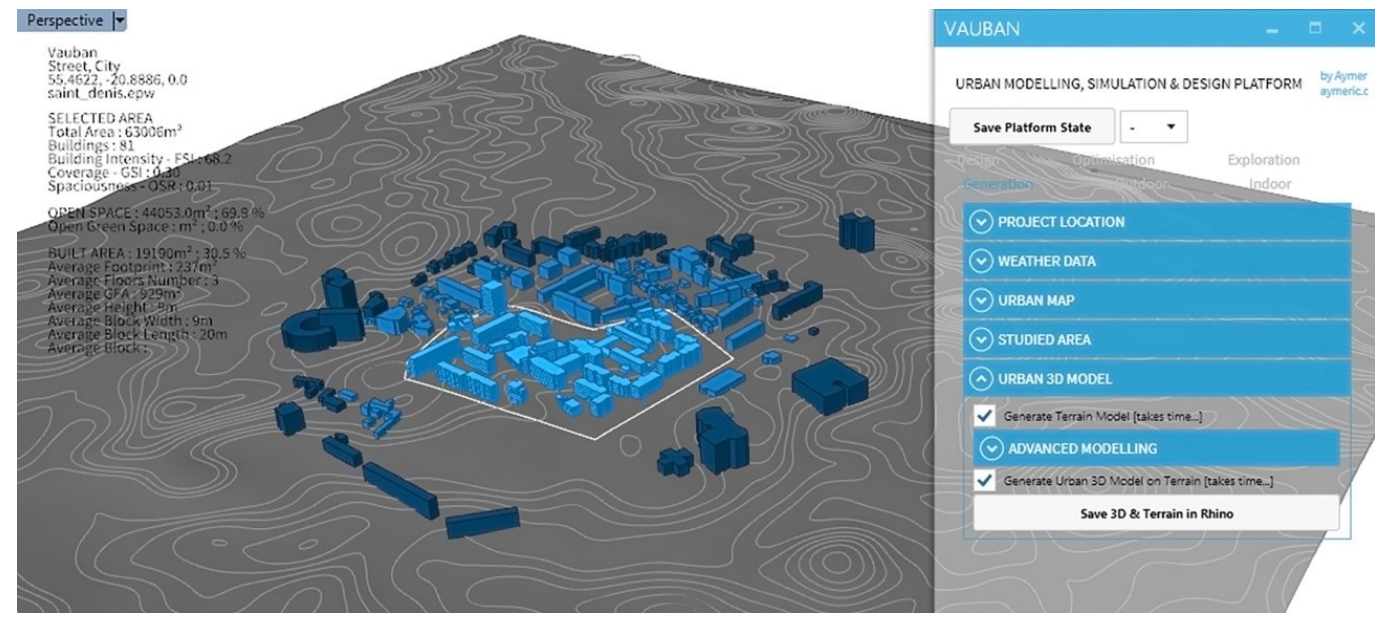 Perspective
Vauban
Street, City
55.4622, -20.8886, 0.0
saint_denis.epw
SELECTED AREA
Total Area : 63006m²
Buildings : 81
Building Intensity - FSI : 68.2
Coverage - GSI : 0.30
Spaciousness - OSR : 0.01
OPEN SPACE : 44053.0m² ; 69.9 %
Open Green Space : m² ; 0.0 %
BUILT AREA : 19190m² ; 30.5 %
Average Footprint : 237m²
Average Floors Number : 3
Average GFA : 929m²
Average Height : 9m
Average Block Width : 9m
Average Block Length : 20m
Average Block :
VAUBAN
URBAN MODELLING, SIMULATION & DESIGN PLATFORM
by Aymer
aymeric.c
Save Platform State
-
Design Optimisation Exploration
Generation Outdoor Indoor
PROJECT LOCATION
WEATHER DATA
URBAN MAP
STUDIED AREA
URBAN 3D MODEL
Generate Terrain Model [takes time...]
ADVANCED MODELLING
Generate Urban 3D Model on Terrain [takes time...]
Save 3D & Terrain in Rhino